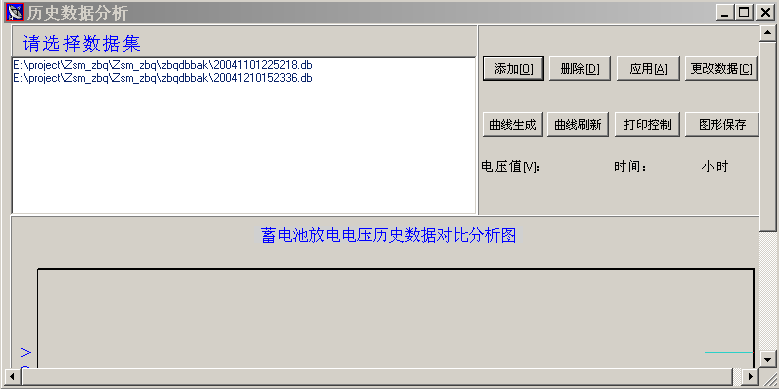 历史数据分析
请选择数据集
E:\project\Zsm_zbq\Zsm_zbq\zbqdbbak\20041101225218.db
E:\project\Zsm_zbq\Zsm_zbq\zbqdbbak\20041210152336.db
添加[O] 删除[D] 应用[A] 更改数据[C]
曲线生成 曲线刷新 打印控制 图形保存
电压值[V]: 时间: 小时
蓄电池放电电压历史数据对比分析图